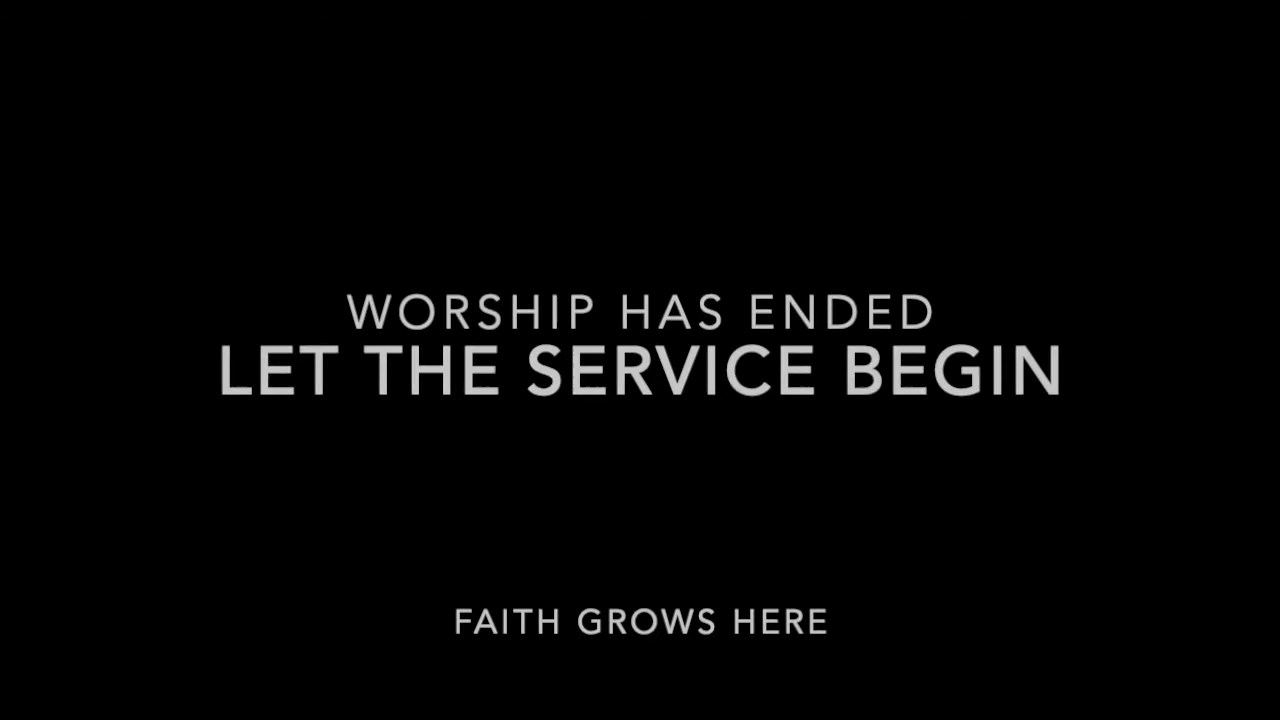 WORSHIP HAS ENDED
LET THE SERVICE BEGIN
FAITH GROWS HERE